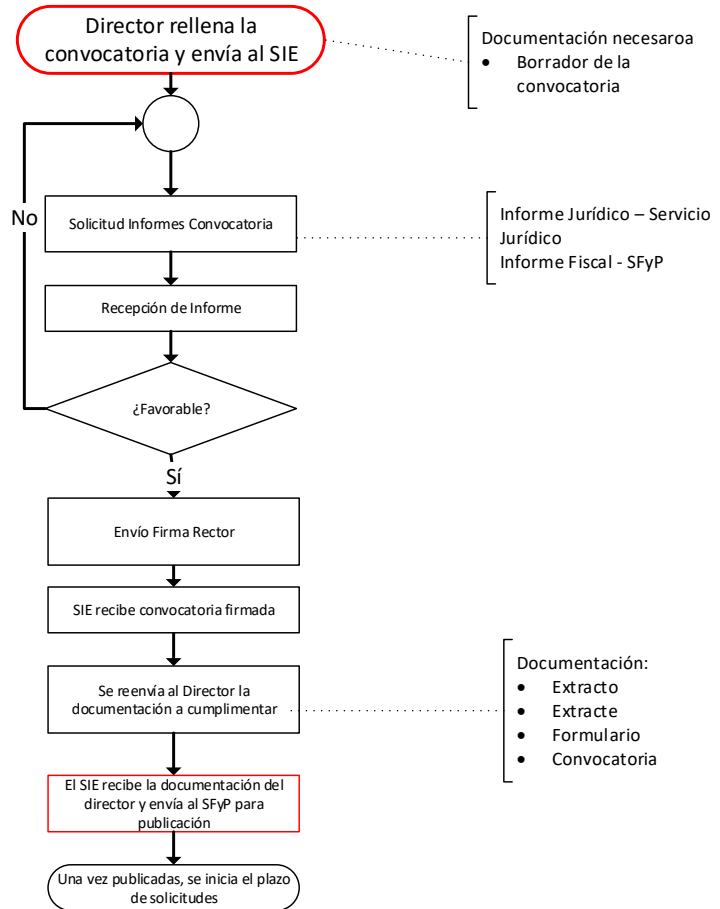 Director rellena la
convocatoria y envía al SIE
Documentación necesaroa
• Borrador de la
convocatoria
No
Solicitud Informes Convocatoria
Informe Jurídico – Servicio
Jurídico
Informe Fiscal - SFyP
Recepción de Informe
¿Favorable?
Sí
Envío Firma Rector
SIE recibe convocatoria firmada
Se reenvía al Director la
documentación a cumplimentar
Documentación:
• Extracto
• Extracte
• Formulario
• Convocatoria
El SIE recibe la documentación del
director y envía al SFyP para
publicación
Una vez publicadas, se inicia el plazo
de solicitudes